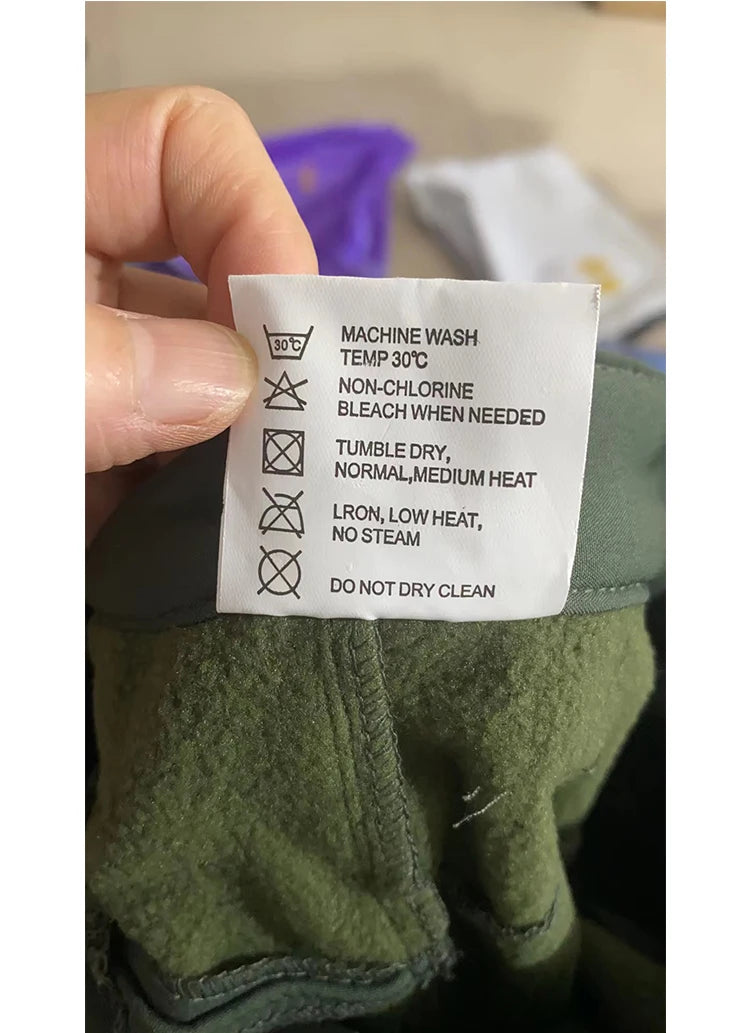 30°C MACHINE WASH
TEMP 30°C
NON-CHLORINE
BLEACH WHEN NEEDED
TUMBLE DRY,
NORMAL,MEDIUM HEAT
LRON, LOW HEAT,
NO STEAM
DO NOT DRY CLEAN